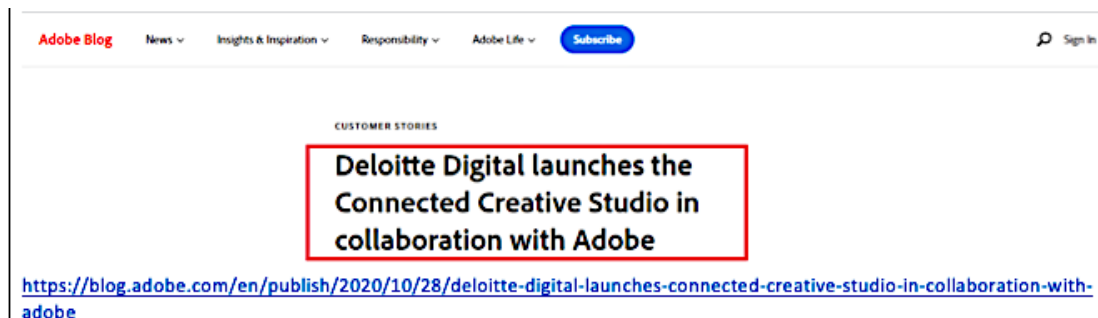 Adobe Blog News Insights & Inspiration Responsibility Adobe Life Subscribe Sign In
CUSTOMER STORIES
Deloitte Digital launches the
Connected Creative Studio in
collaboration with Adobe
https://blog.adobe.com/en/publish/2020/10/28/deloitte-digital-launches-connected-creative-studio-in-collaboration-with-
adobe